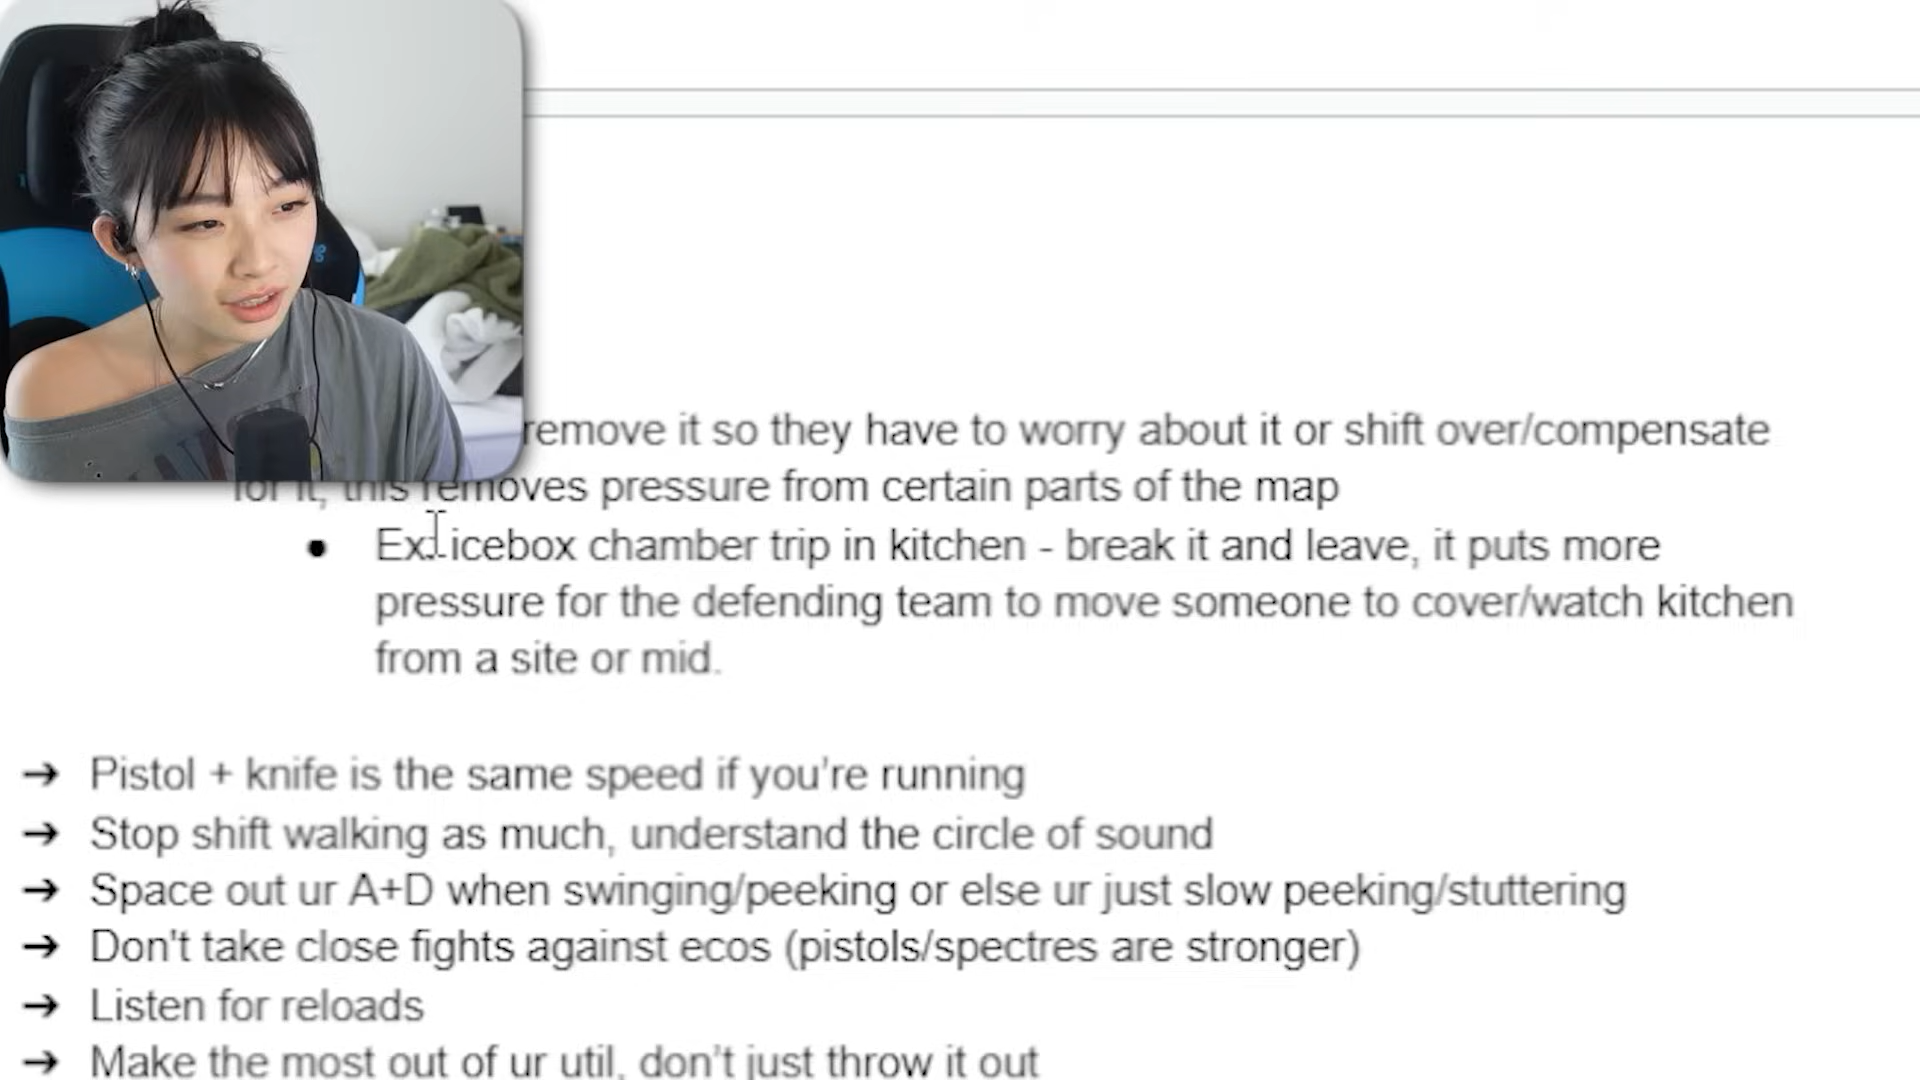 remove it so they have to worry about it or shift over/compensate
for it, this removes pressure from certain parts of the map
● Ex. icebox chamber trip in kitchen - break it and leave, it puts more
pressure for the defending team to move someone to cover/watch kitchen
from a site or mid.
➔ Pistol + knife is the same speed if you're running
➔ Stop shift walking as much, understand the circle of sound
➔ Space out ur A+D when swinging/peeking or else ur just slow peeking/stuttering
➔ Don't take close fights against ecos (pistols/spectres are stronger)
➔ Listen for reloads
➔ Make the most out of ur util, don't just throw it out